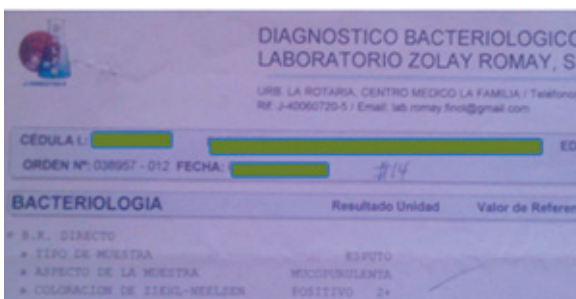 DIAGNOSTICO BACTERIOLOGICO
LABORATORIO ZOLAY ROMAY, S
URB. LA ROTARIA, CENTRO MEDICO LA FAMILIA / Teléfono
Rif: J-40060720-5 / Email: lab.romay.finol@gmail.com
CÉDULA I.: ED
ORDEN Nº: 038957 - 012 FECHA: #14
BACTERIOLOGIA Resultado Unidad Valor de Referen
B.K. DIRECTO
» TIPO DE MUESTRA ESPUTO
» ASPECTO DE LA MUESTRA MUCOPURULENTA
» COLORACION DE ZIEHL-NEELSEN POSITIVO 2+